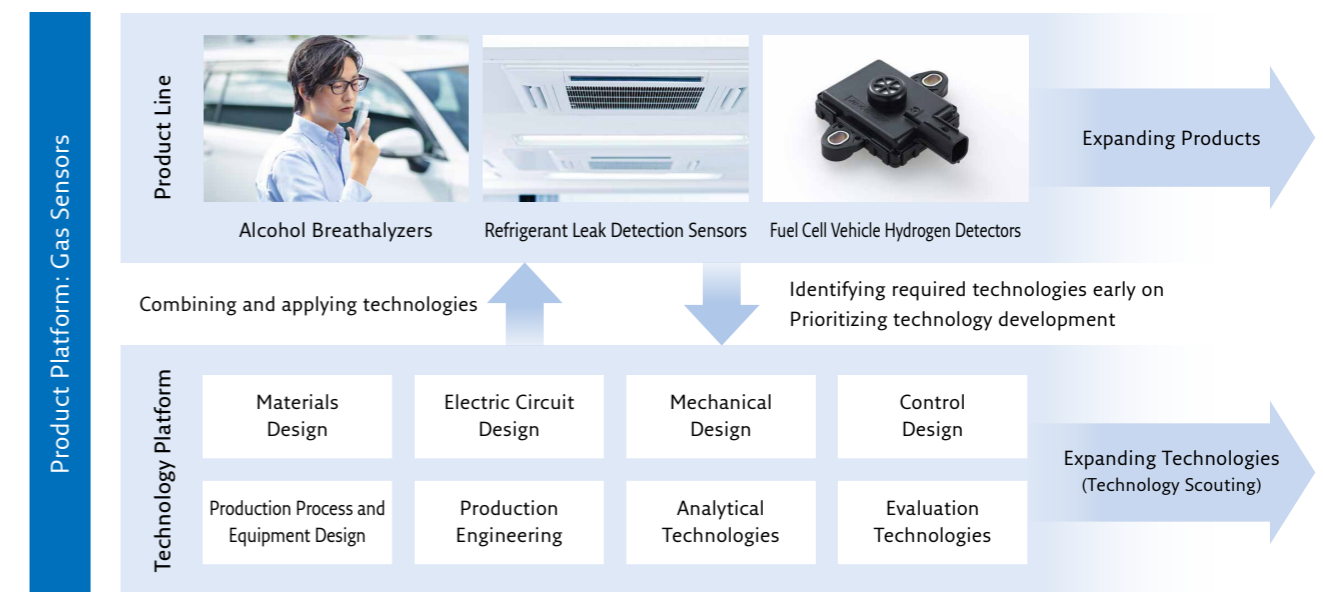 Product Platform: Gas Sensors
Product Line
Alcohol Breathalyzers
Refrigerant Leak Detection Sensors
Fuel Cell Vehicle Hydrogen Detectors
Expanding Products
Combining and applying technologies
Identifying required technologies early on
Prioritizing technology development
Technology Platform
Materials
Design
Electric Circuit
Design
Mechanical
Design
Control
Design
Production Process and
Equipment Design
Production
Engineering
Analytical
Technologies
Evaluation
Technologies
Expanding Technologies
(Technology Scouting)